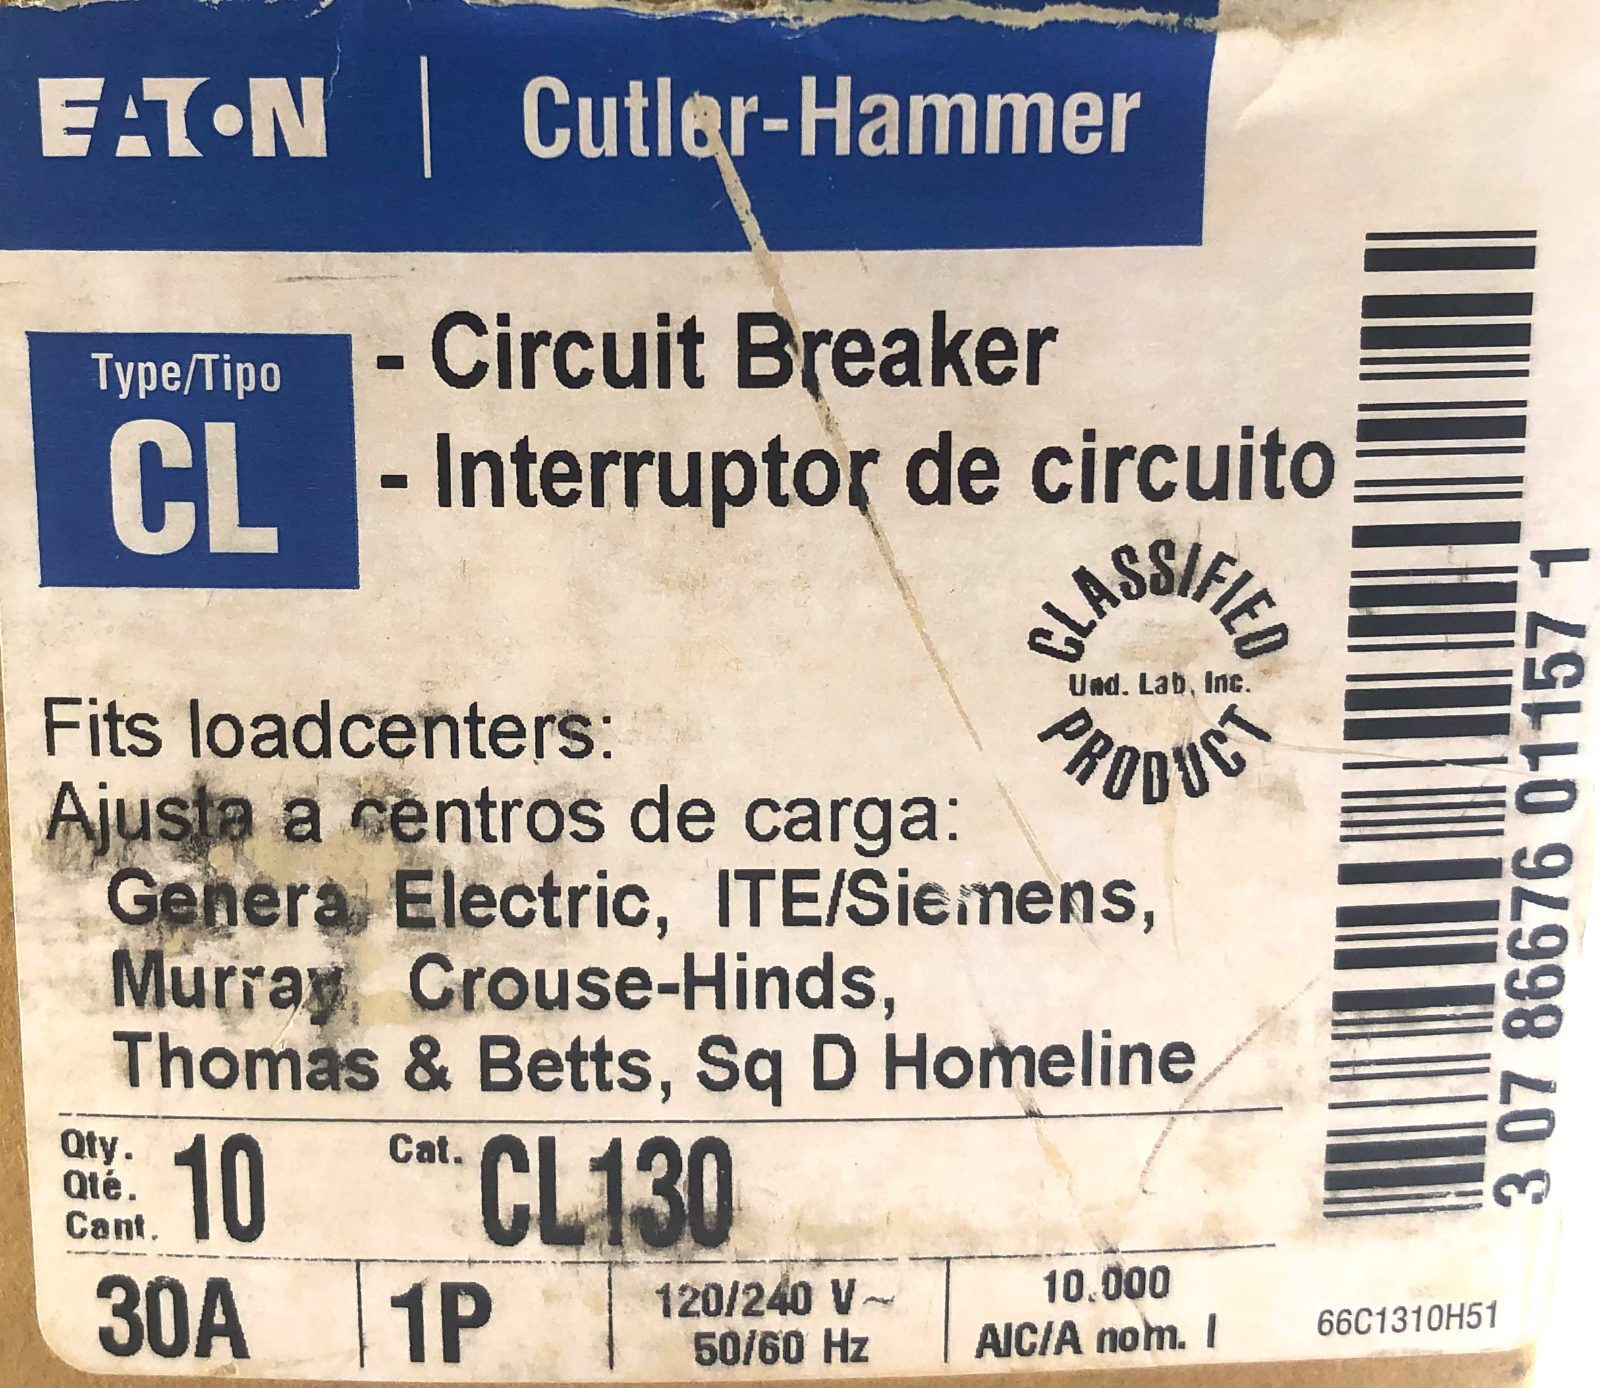 EATON | Cutler-Hammer
Type/Tipo
CL
- Circuit Breaker
- Interruptor de circuito
CLASSIFIED
Und. Lab. Inc.
PRODUCT
Fits loadcenters:
Ajusta a centros de carga:
General Electric, ITE/Siemens,
Murray, Crouse-Hinds,
Thomas & Betts, Sq D Homeline
Qty.
Qté.
Cant.
10
Cat. CL130
30A
1P
120/240 V~
50/60 Hz
10.000
AIC/A nom. I
66C1310H51
3 07 86676 01157 1